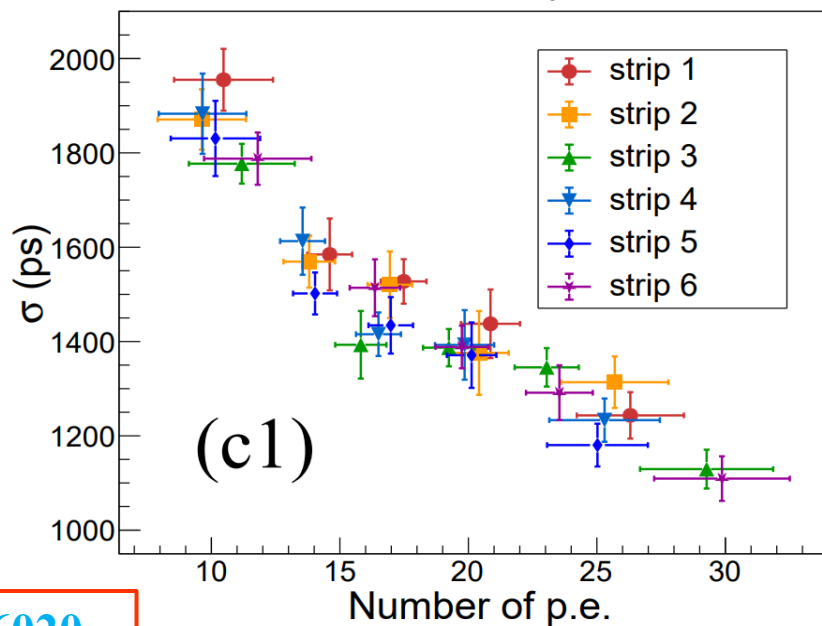 2000
1800
1600
1400
1200
1000
σ (ps)
strip 1
strip 2
strip 3
strip 4
strip 5
strip 6
(c1)
10 15 20 25 30
Number of p.e.